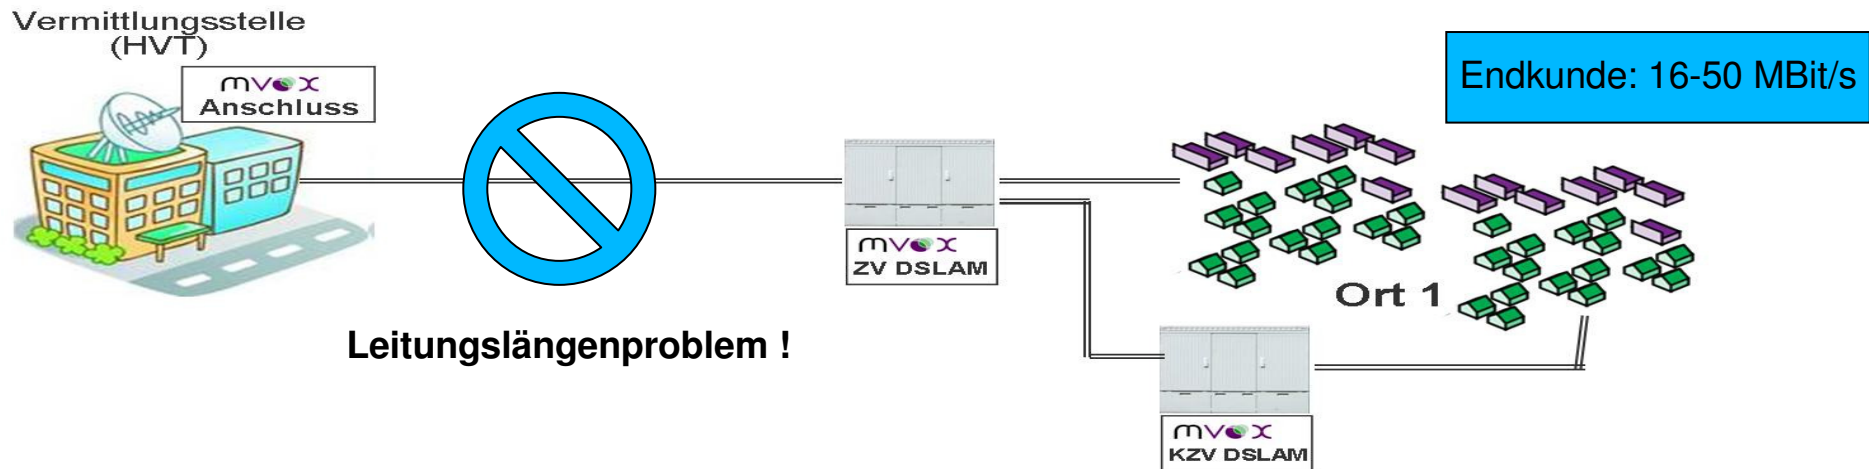 Vermittlungsstelle
(HVT)
mvox
Anschluss
Endkunde: 16-50 MBit/s
mvox
ZV DSLAM
Ort 1
Leitungslängenproblem !
mvox
KZV DSLAM